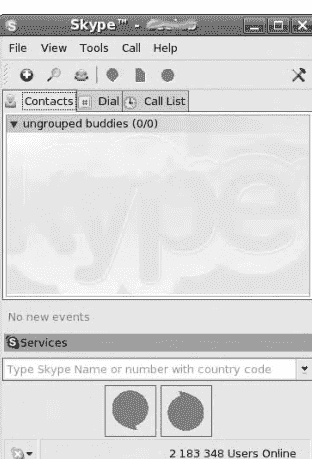 Skype™ -
File View Tools Call Help
Contacts Dial Call List
ungrouped buddies (0/0)
No new events
Services
Type Skype Name or number with country code
2 183 348 Users Online